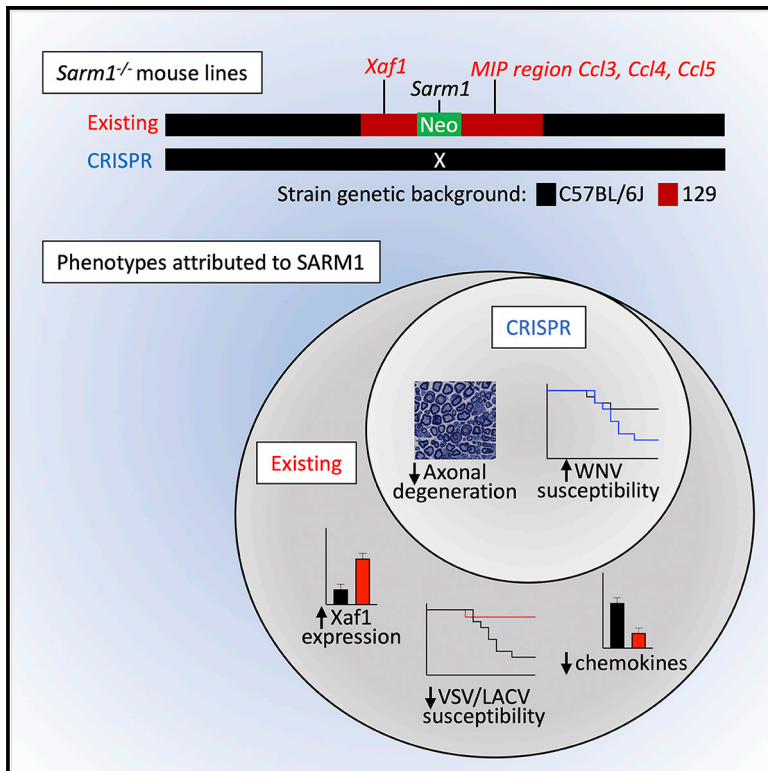 Sarm1-/- mouse lines
Xaf1
MIP region Ccl3, Ccl4, Ccl5
Sarm1
Existing
Neo
CRISPR
X
Strain genetic background: C57BL/6J 129
Phenotypes attributed to SARM1
CRISPR
↓ Axonal
degeneration
↑ WNV
susceptibility
Existing
↑ Xaf1
expression
↓ VSV/LACV
susceptibility
↓ chemokines